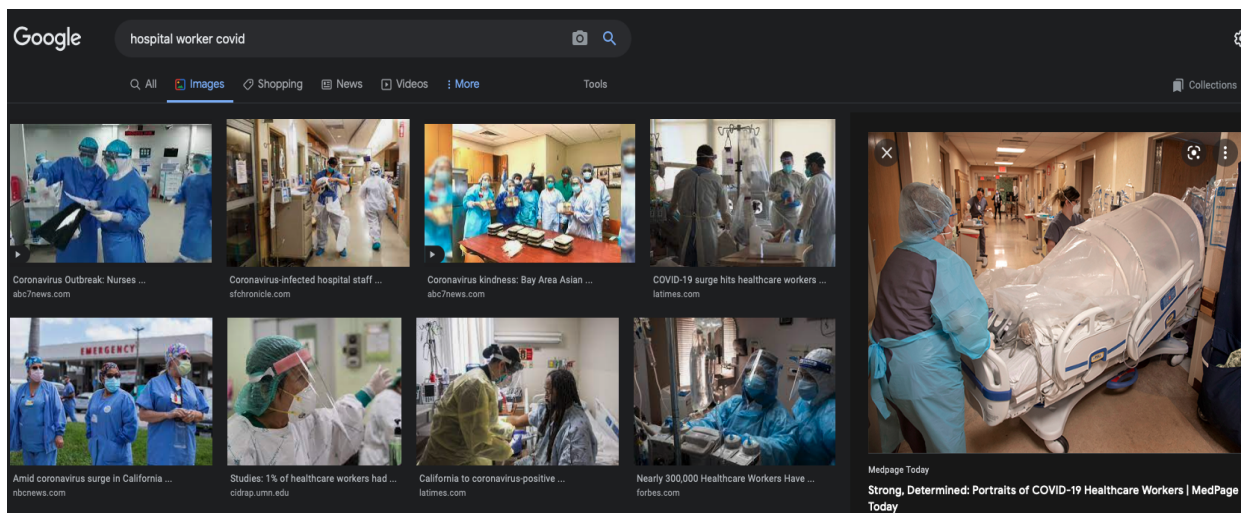 Google
hospital worker covid
All Images Shopping News Videos More Tools Collections
EMERGENCY
Coronavirus Outbreak: Nurses ...
abc7news.com
Coronavirus-infected hospital staff ...
sfchronicle.com
Coronavirus kindness: Bay Area Asian ...
abc7news.com
COVID-19 surge hits healthcare workers ...
latimes.com
Amid coronavirus surge in California ...
nbcnews.com
Studies: 1% of healthcare workers had ...
cidrap.umn.edu
California to coronavirus-positive ...
latimes.com
Nearly 300,000 Healthcare Workers Have ...
forbes.com
Medpage Today
Strong, Determined: Portraits of COVID-19 Healthcare Workers | MedPage
Today